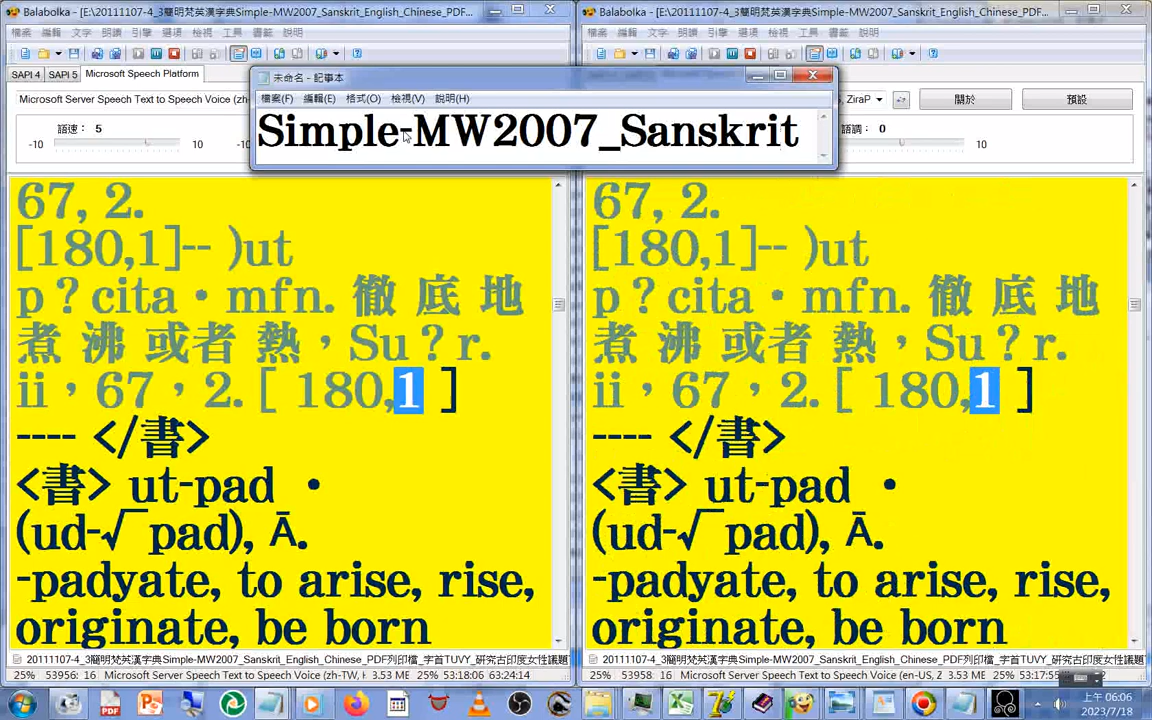 Balabolka - [E:\20111107-4_3簡明梵英漢字典Simple-MW2007_Sanskrit_English_Chinese_PDF...
檔案 編輯 文字 朗讀 引擎 選項 檢視 工具 書籤 說明
SAPI 4 SAPI 5 Microsoft Speech Platform
Microsoft Server Speech Text to Speech Voice (zh-
語速： 5
-10 10 -10
67, 2.
[180,1]-- )ut
p？cita‧mfn. 徹 底 地
煮 沸 或者 熱，Su？r.
ii，67，2. [ 180,1 ]
---- </書>
<書> ut-pad ‧
(ud-√ pad), Ā.
-padyate, to arise, rise,
originate, be born
20111107-4_3簡明梵英漢字典Simple-MW2007_Sanskrit_English_Chinese_PDF列印檔_字首TUVY_研究古印度女性議題
25% 53956: 16 Microsoft Server Speech Text to Speech Voice (zh-TW, H 3.53 MB 53:18:06 63:24:14
未命名 - 記事本
檔案(F) 編輯(E) 格式(O) 檢視(V) 說明(H)
Simple-MW2007_Sanskrit
Balabolka - [E:\20111107-4_3簡明梵英漢字典Simple-MW2007_Sanskrit_English_Chinese_PDF...
檔案 編輯 文字 朗讀 引擎 選項 檢視 工具 書籤 說明
, ZiraP 關於 預設
語調： 0
10
67, 2.
[180,1]-- )ut
p？cita‧mfn. 徹 底 地
煮 沸 或者 熱，Su？r.
ii，67，2. [ 180,1 ]
---- </書>
<書> ut-pad ‧
(ud-√ pad), Ā.
-padyate, to arise, rise,
originate, be born
20111107-4_3簡明梵英漢字典Simple-MW2007_Sanskrit_English_Chinese_PDF列印檔_字首TUVY_研究古印度女性議題
25% 53958: 16 Microsoft Server Speech Text to Speech Voice (en-US, Z 3.53 MB 25% 53:17:55
上午 06:06
2023/7/18